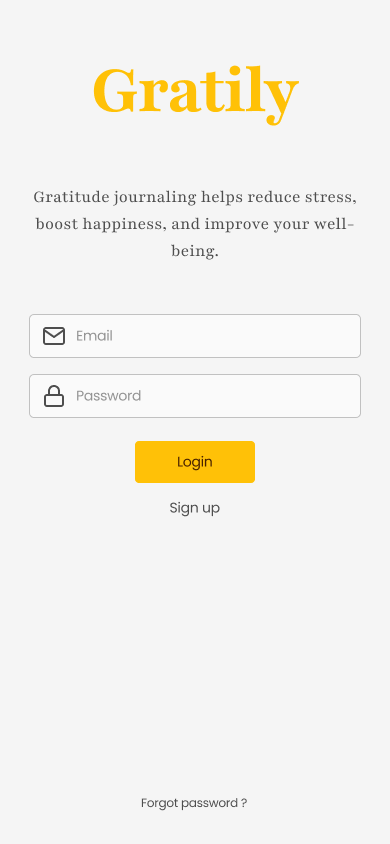 Gratily
Gratitude journaling helps reduce stress,
boost happiness, and improve your well-
being.
Email
Password
Login
Sign up
Forgot password ?